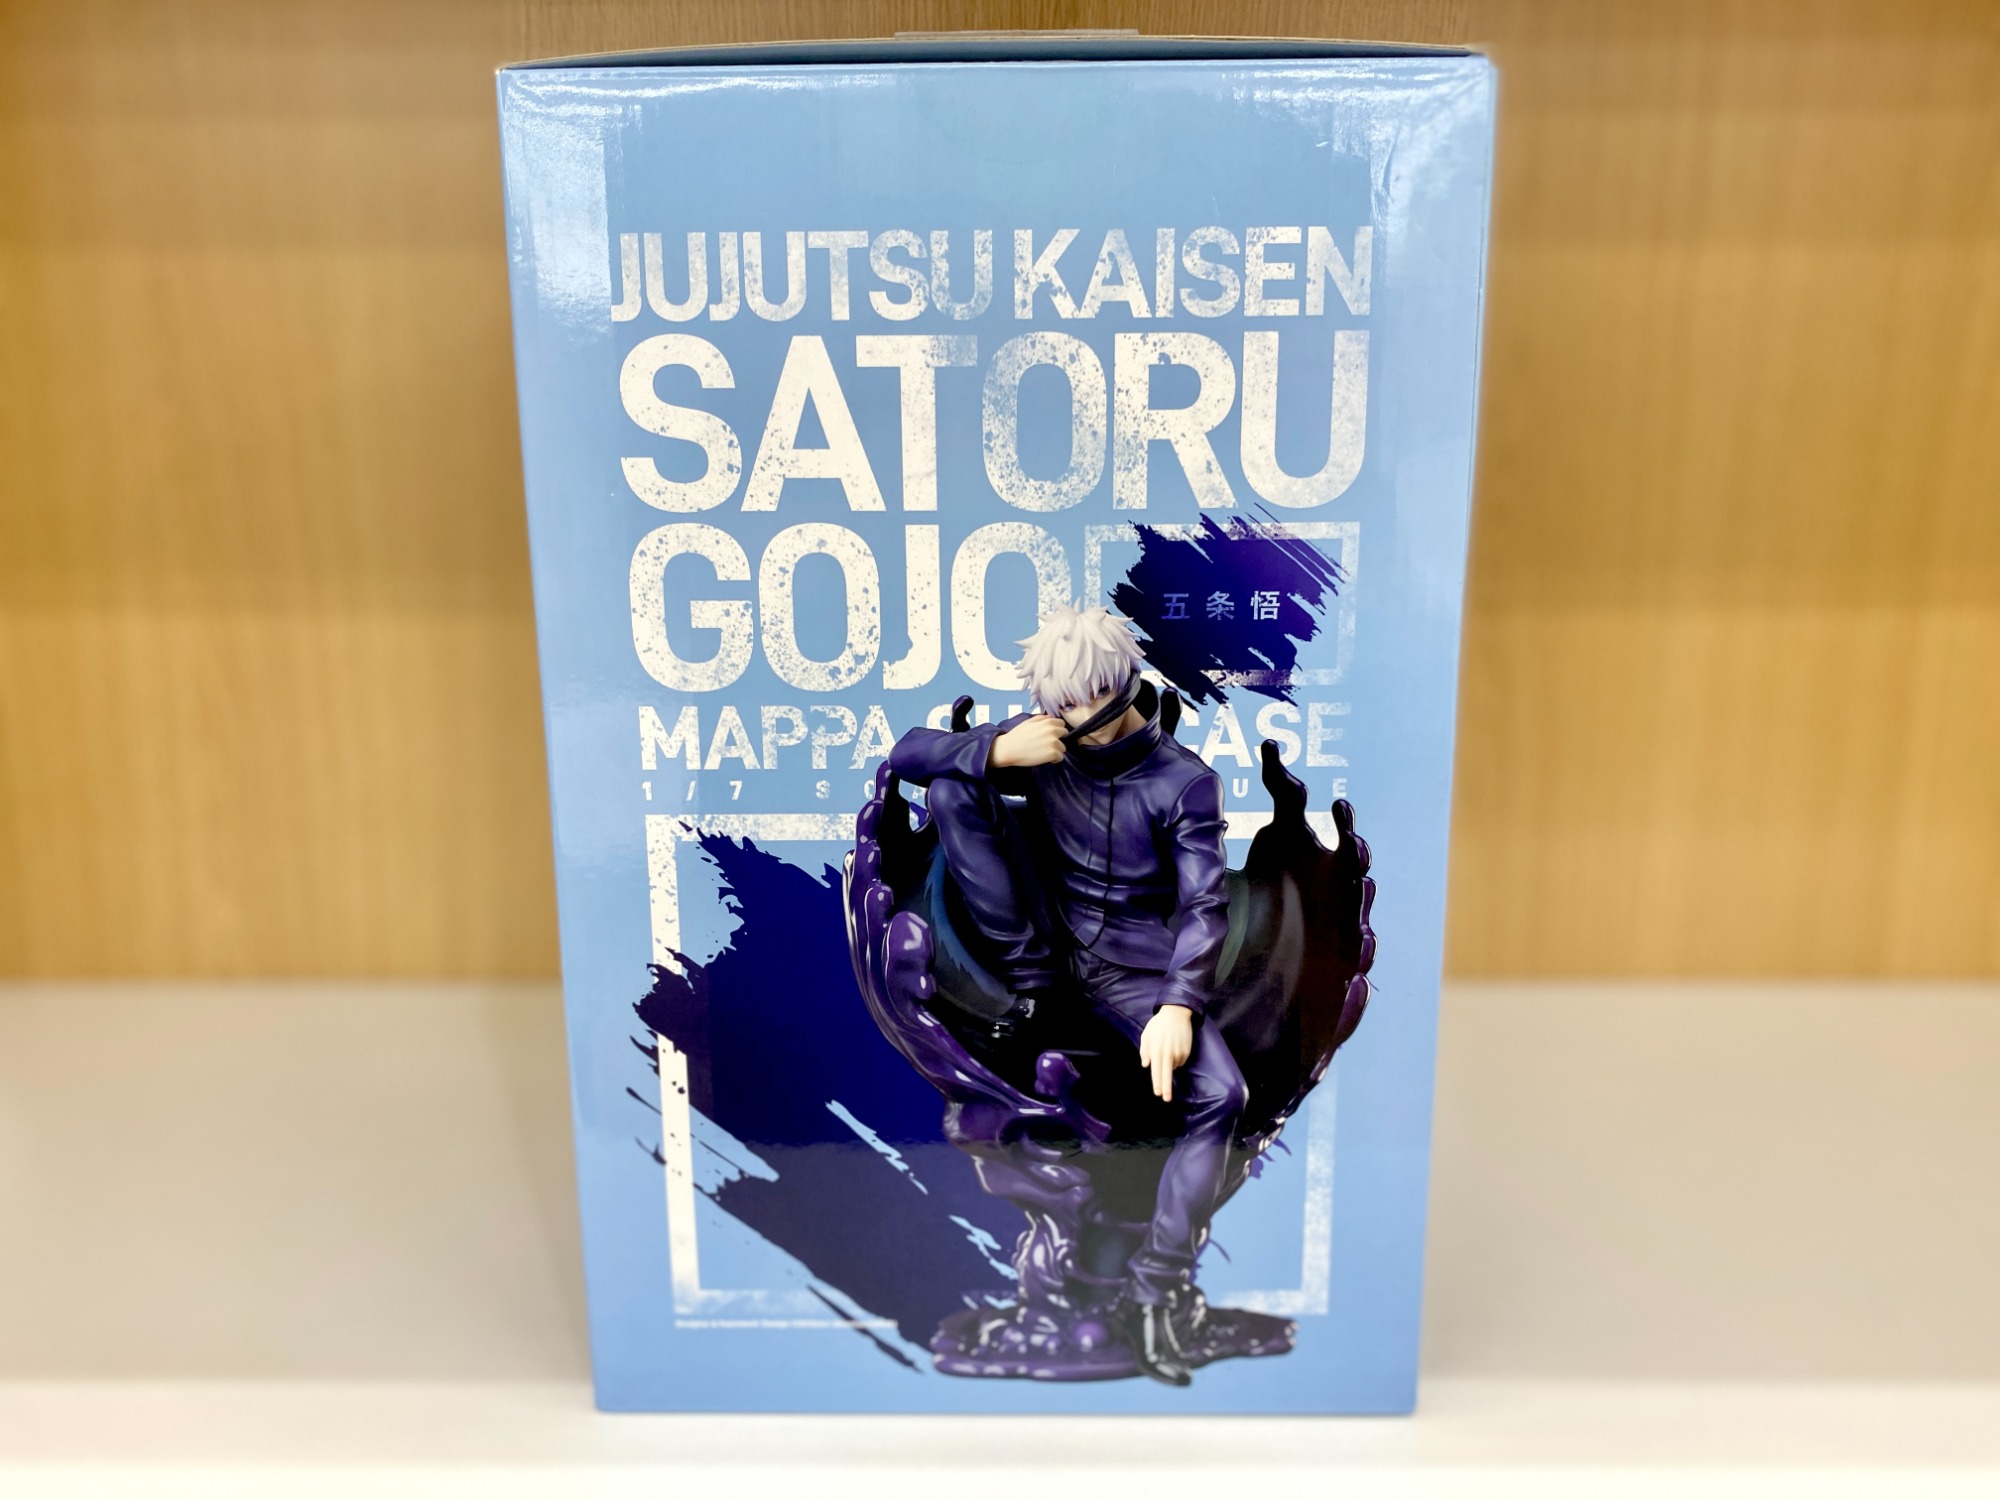 JUJUTSU KAISEN
SATORU
GOJO
五条悟
MAPPA CASE
1/7